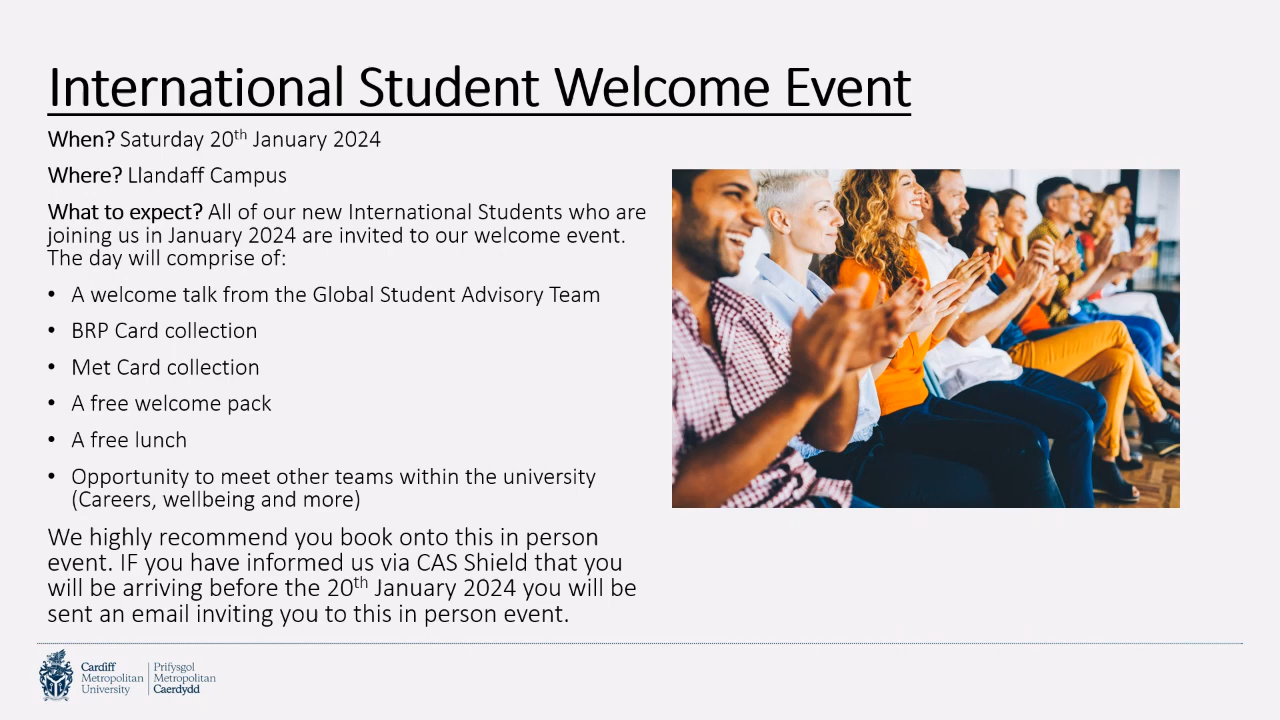 International Student Welcome Event
When? Saturday 20th January 2024
Where? Llandaff Campus
What to expect? All of our new International Students who are
joining us in January 2024 are invited to our welcome event.
The day will comprise of:
• A welcome talk from the Global Student Advisory Team
• BRP Card collection
• Met Card collection
• A free welcome pack
• A free lunch
• Opportunity to meet other teams within the university
(Careers, wellbeing and more)
We highly recommend you book onto this in person
event. IF you have informed us via CAS Shield that you
will be arriving before the 20th January 2024 you will be
sent an email inviting you to this in person event.
Cardiff
Metropolitan
University
Prifysgol
Metropolitan
Caerdydd